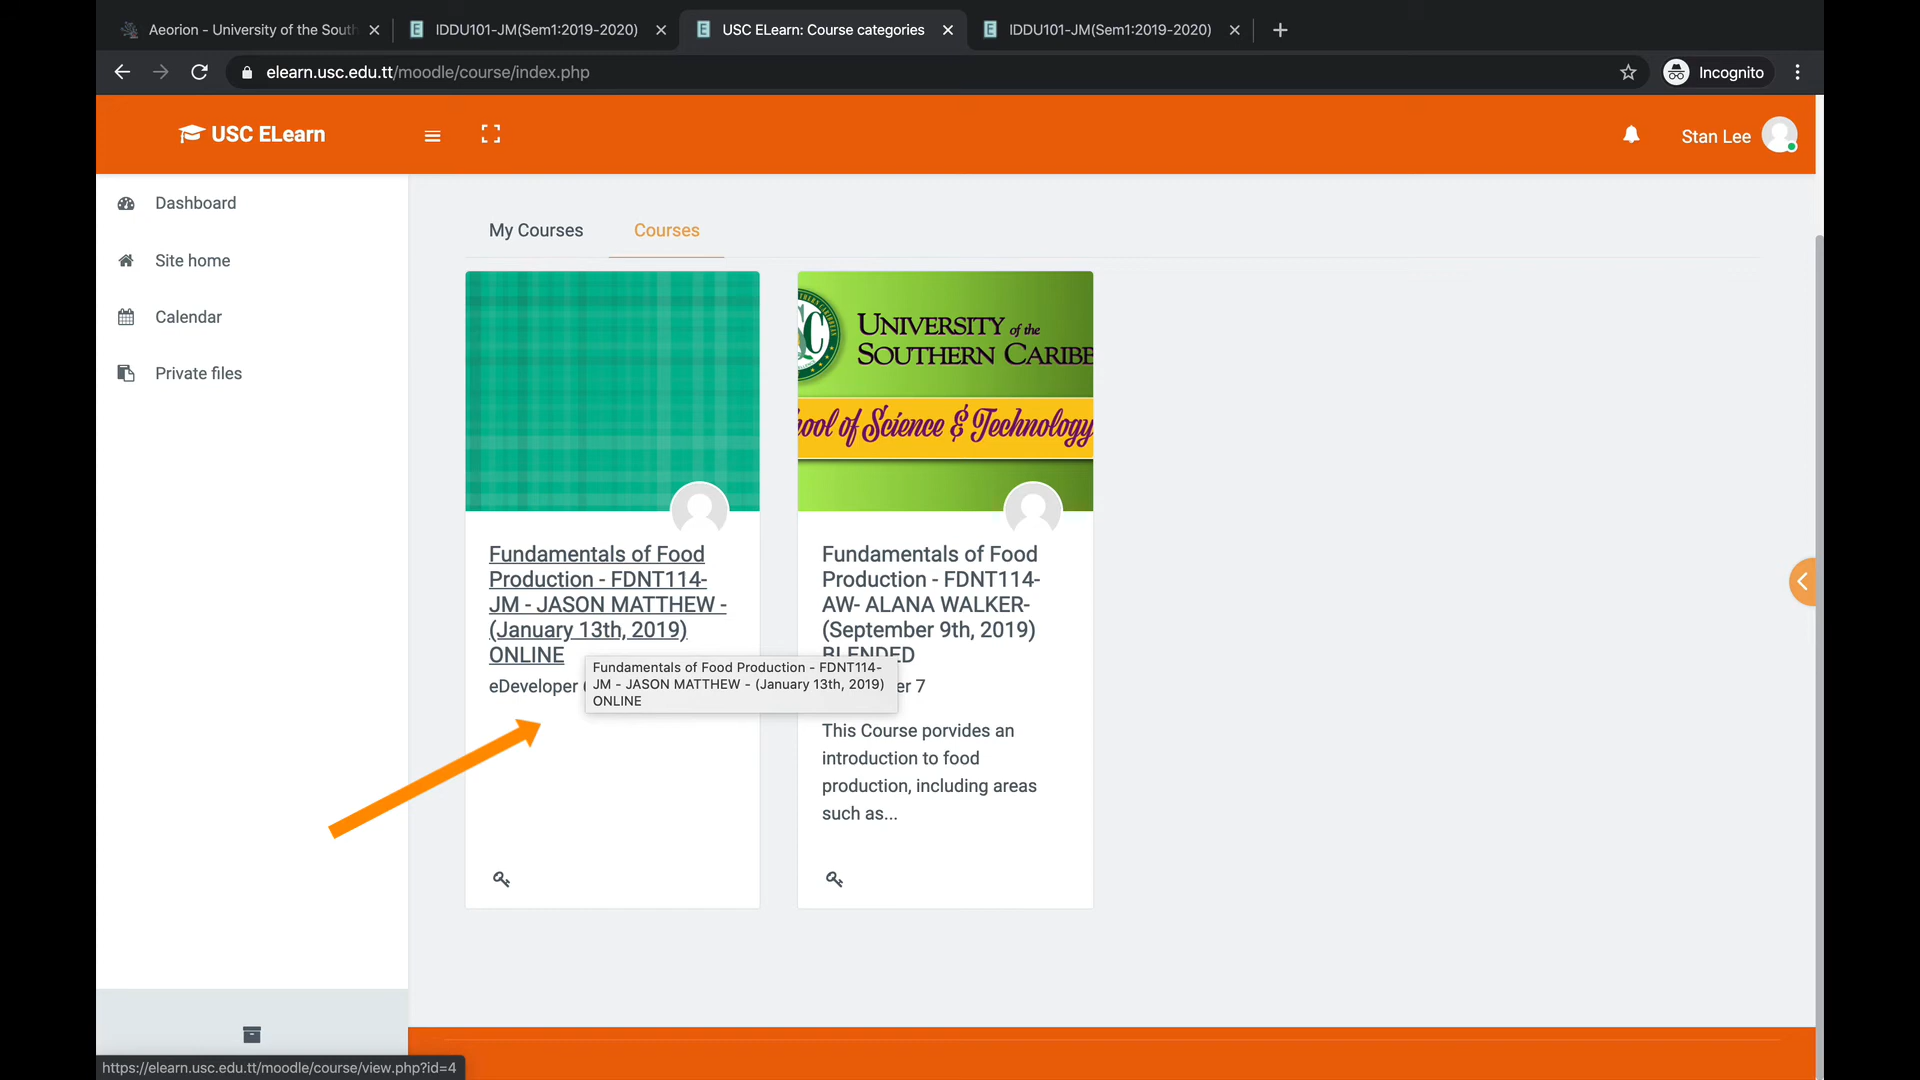 Aeorion - University of the South
IDDU101-JM(Sem1:2019-2020)
USC ELearn: Course categories
IDDU101-JM(Sem1:2019-2020)
elearn.usc.edu.tt/moodle/course/index.php
Incognito
USC ELearn
Stan Lee
Dashboard
Site home
Calendar
Private files
My Courses
Courses
UNIVERSITY of the
SOUTHERN CARIBB
ool of Science & Technology
Fundamentals of Food
Production - FDNT114-
JM - JASON MATTHEW -
(January 13th, 2019)
ONLINE
eDeveloper
Fundamentals of Food Production - FDNT114-
JM - JASON MATTHEW - (January 13th, 2019)
ONLINE
Fundamentals of Food
Production - FDNT114-
AW- ALANA WALKER-
(September 9th, 2019)
BLENDED
er 7
This Course porvides an
introduction to food
production, including areas
such as...
https://elearn.usc.edu.tt/moodle/course/view.php?id=4